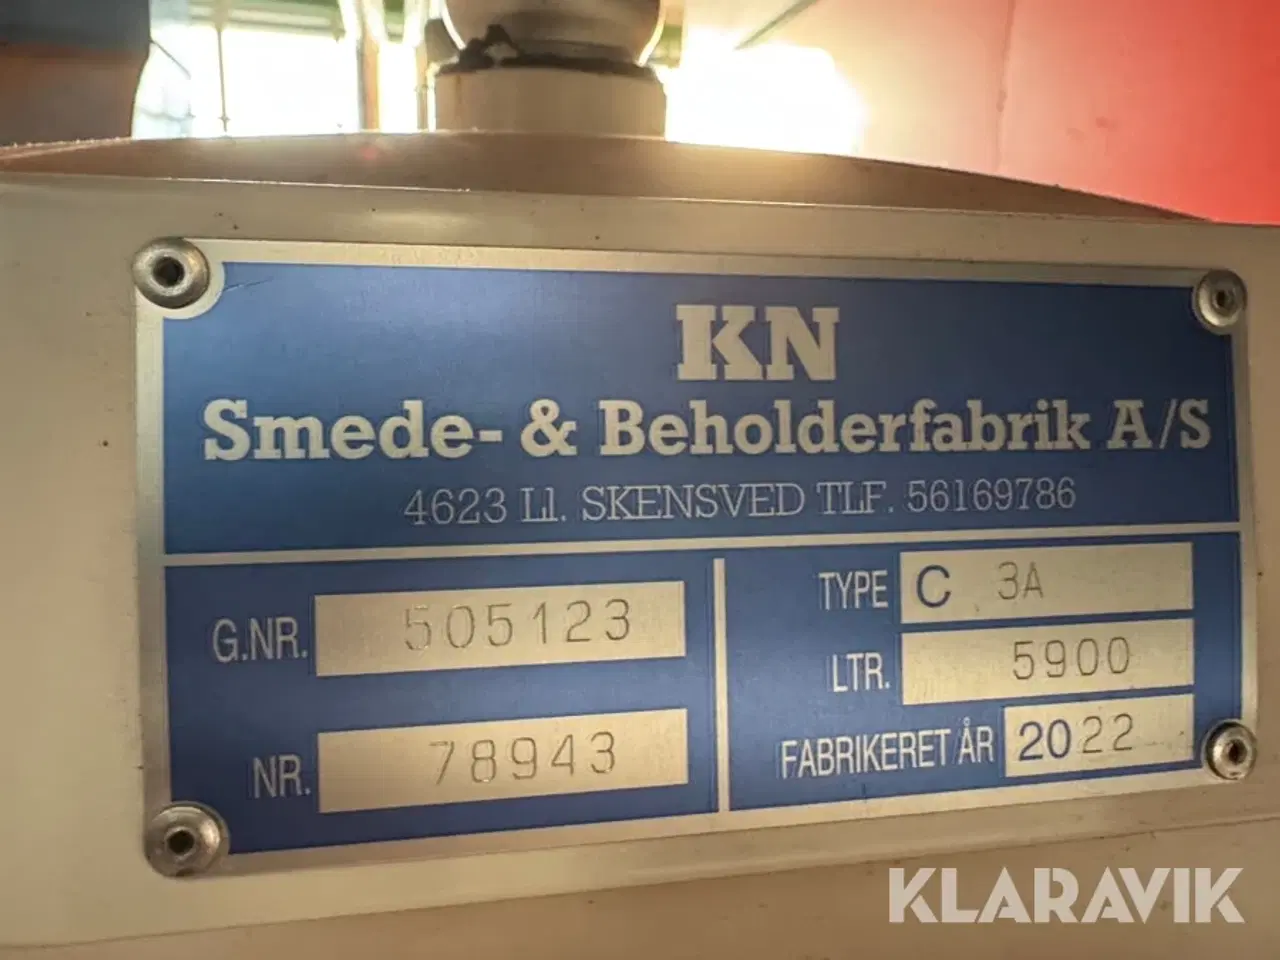 KN
Smede- & Beholderfabrik A/S
4623 Ll. SKENSVED TLF. 56169786
G.NR. 505123
NR. 78943
TYPE C 3A
LTR. 5900
FABRIKERET ÅR 2022
KLARAVIK